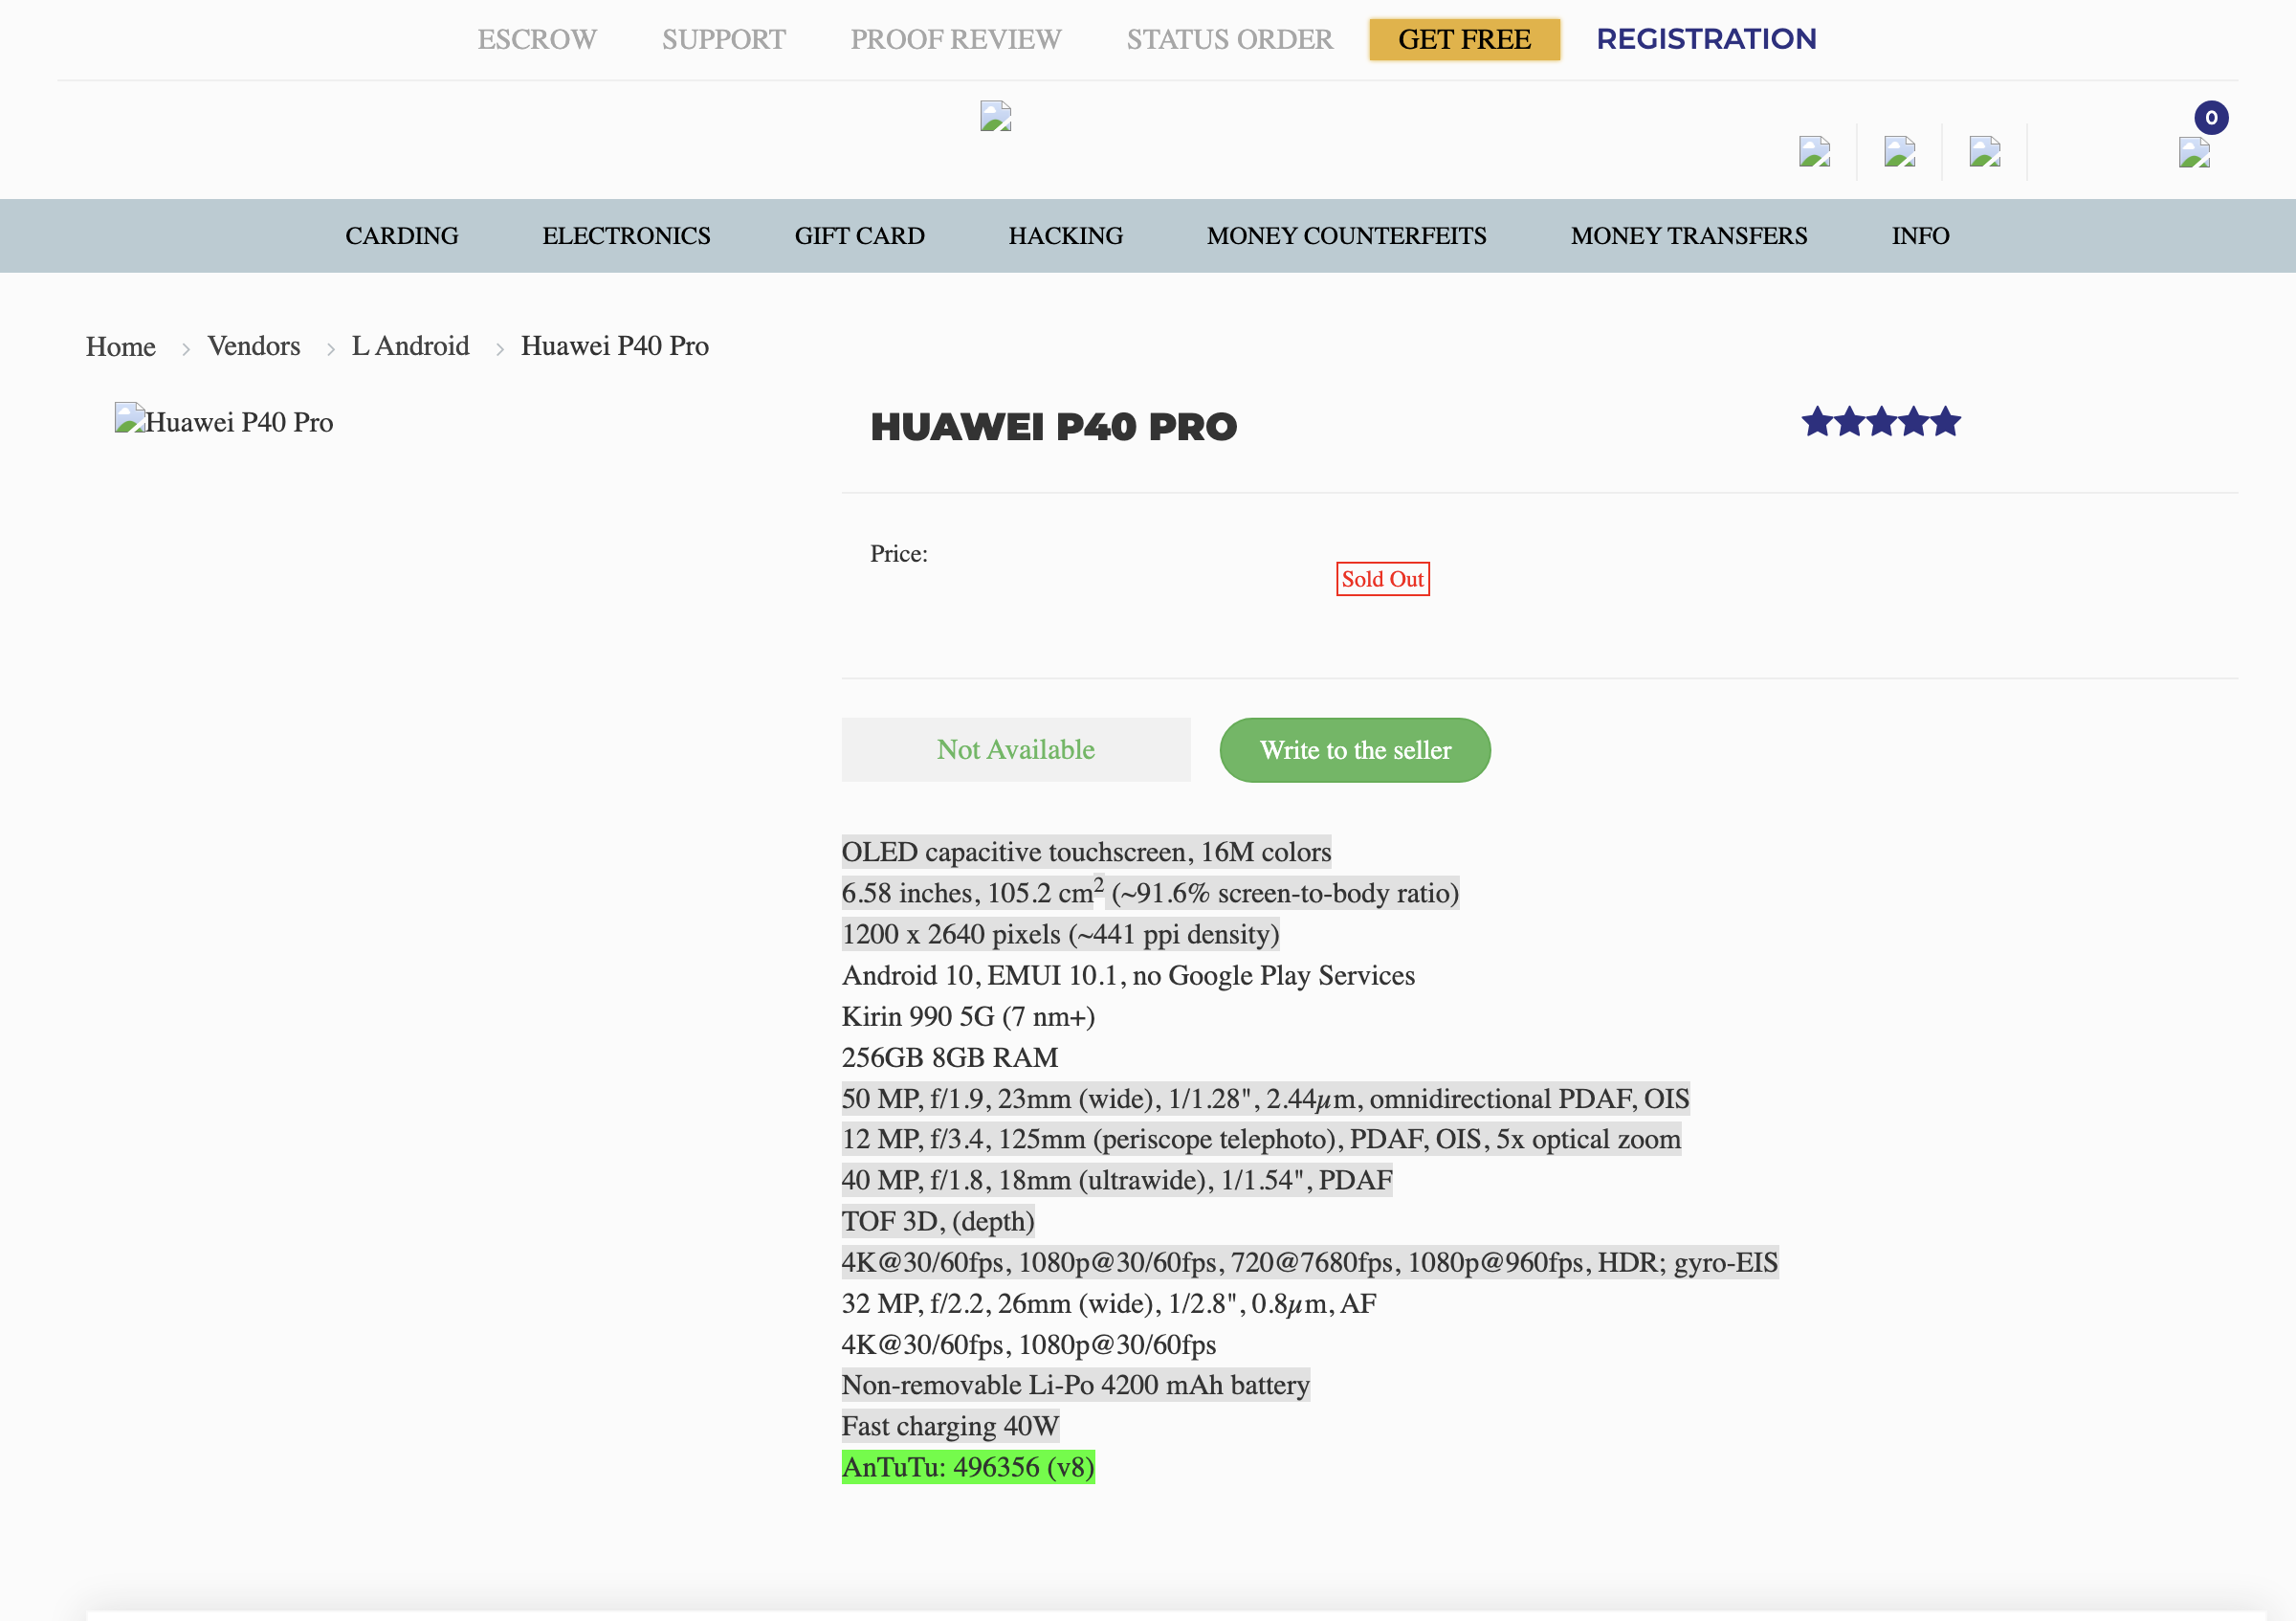 ESCROW SUPPORT PROOF REVIEW STATUS ORDER GET FREE REGISTRATION
0
CARDING ELECTRONICS GIFT CARD HACKING MONEY COUNTERFEITS MONEY TRANSFERS INFO
Home > Vendors > L Android > Huawei P40 Pro
Huawei P40 Pro
HUAWEI P40 PRO
Price:
Sold Out
Not Available Write to the seller
OLED capacitive touchscreen, 16M colors
6.58 inches, 105.2 cm² (~91.6% screen-to-body ratio)
1200 x 2640 pixels (~441 ppi density)
Android 10, EMUI 10.1, no Google Play Services
Kirin 990 5G (7 nm+)
256GB 8GB RAM
50 MP, f/1.9, 23mm (wide), 1/1.28", 2.44µm, omnidirectional PDAF, OIS
12 MP, f/3.4, 125mm (periscope telephoto), PDAF, OIS, 5x optical zoom
40 MP, f/1.8, 18mm (ultrawide), 1/1.54", PDAF
TOF 3D, (depth)
4K@30/60fps, 1080p@30/60fps, 720@7680fps, 1080p@960fps, HDR; gyro-EIS
32 MP, f/2.2, 26mm (wide), 1/2.8", 0.8µm, AF
4K@30/60fps, 1080p@30/60fps
Non-removable Li-Po 4200 mAh battery
Fast charging 40W
AnTuTu: 496356 (v8)